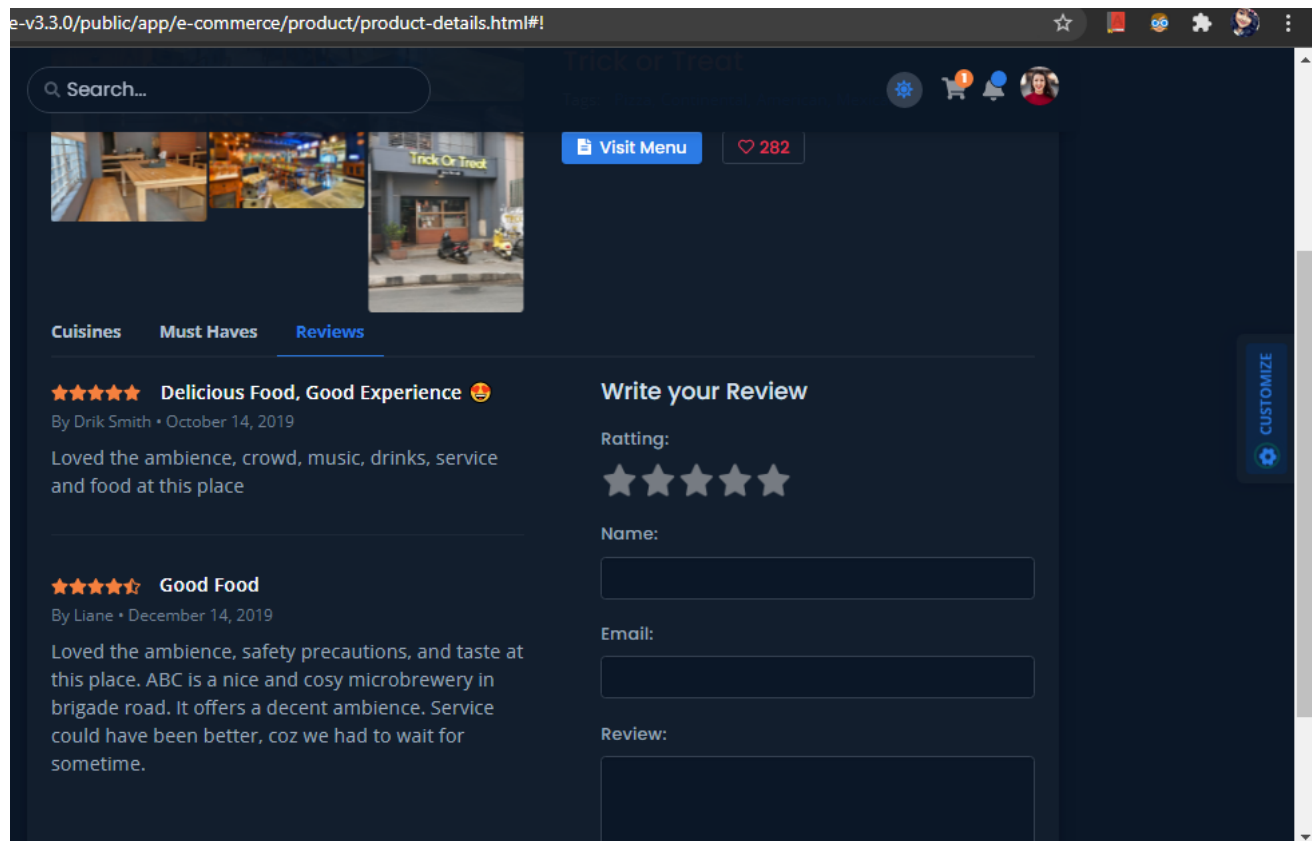 e-v3.3.0/public/app/e-commerce/product/product-details.html#!
Trick or Treat
Search...
1
Tags:
Visit Menu
282
Trick Or Treat
Cuisines
Must Haves
Reviews
CUSTOMIZE
Delicious Food, Good Experience 😍
By Drik Smith • October 14, 2019
Loved the ambience, crowd, music, drinks, service
and food at this place
Good Food
By Liane • December 14, 2019
Loved the ambience, safety precautions, and taste at
this place. ABC is a nice and cosy microbrewery in
brigade road. It offers a decent ambience. Service
could have been better, coz we had to wait for
sometime.
Write your Review
Ratting:
Name:
Email:
Review: